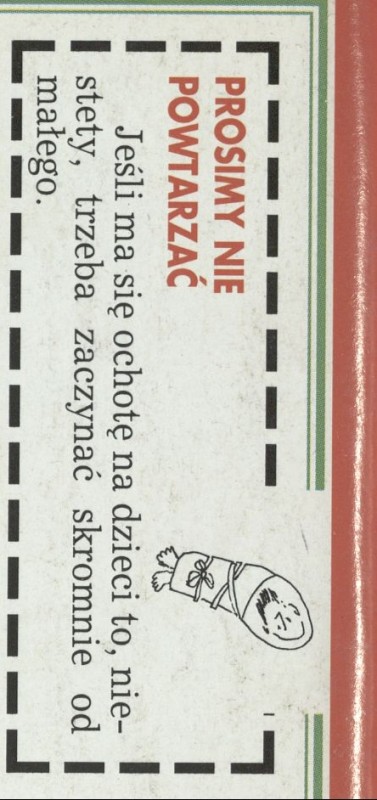 PROSIMY NIE
POWTARZAĆ
Jeśli ma się ochotę na dzieci to, nie-
stety, trzeba zaczynać skromnie od
małego.